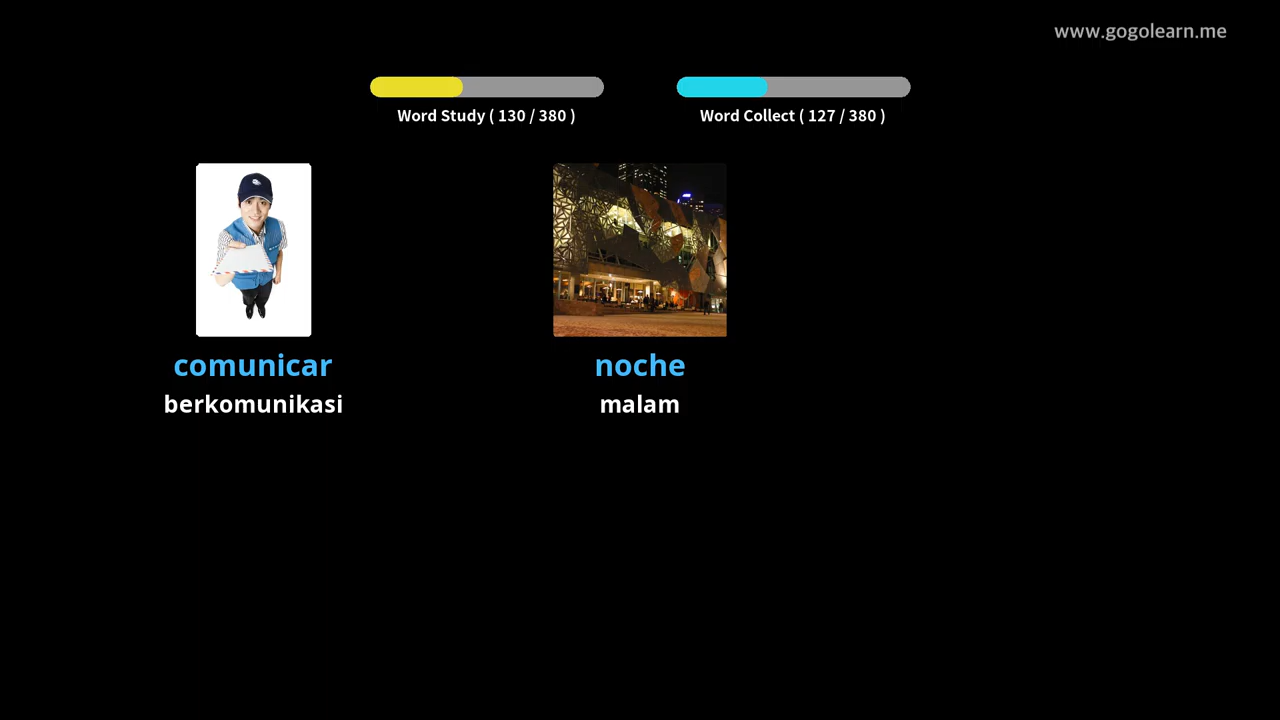 www.gogolearn.me
Word Study ( 130 / 380 )
Word Collect ( 127 / 380 )
comunicar
berkomunikasi
noche
malam